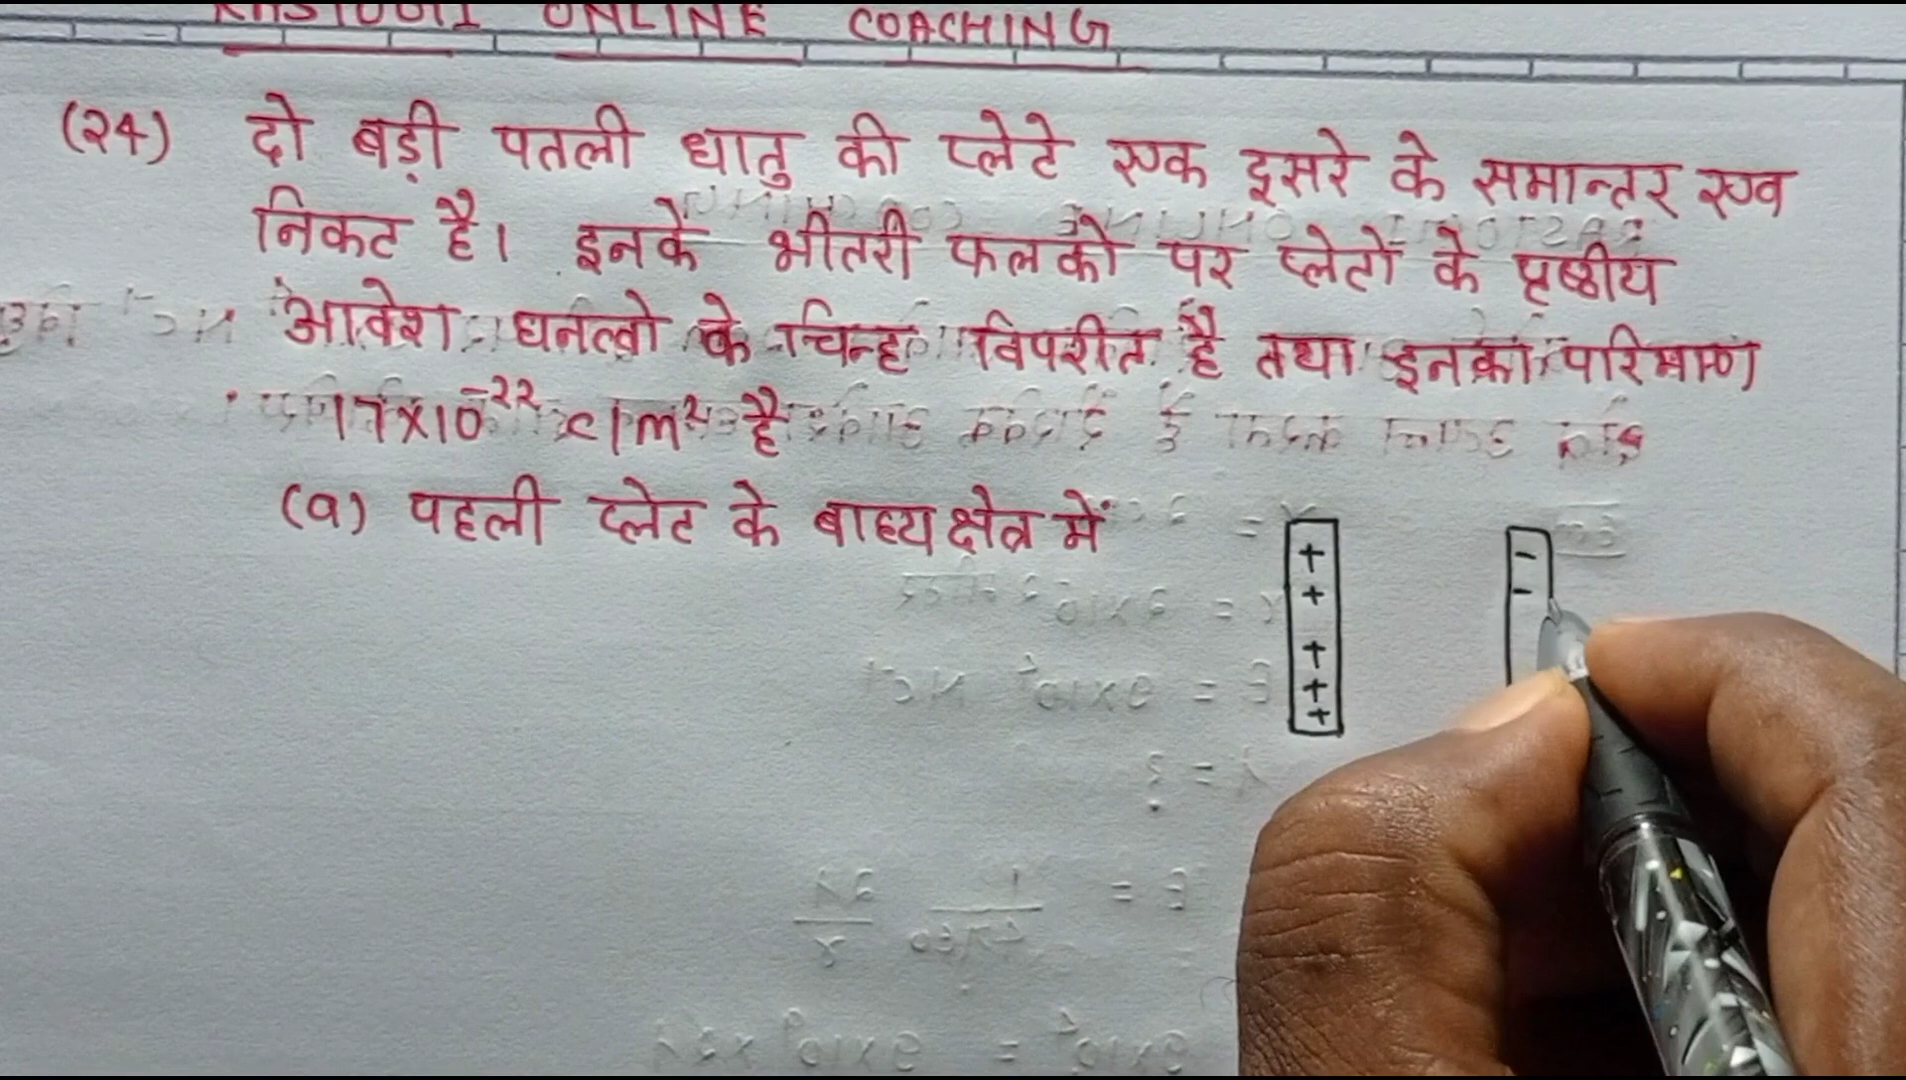 ONLINE COACHING
(२4) दो बड़ी पतली धातु की प्लेटे एक दूसरे के समान्तर एव
निकट है। इनके भीतरी फलको पर प्लेटों के पृष्ठीय
आवेश घनत्वो के चिन्ह विपरीत है तथा इनका परिमाण
17×10⁻²² c/m² है
(a) पहली प्लेट के बाह्य क्षेत्र में
+ −
+ −
+
+
+